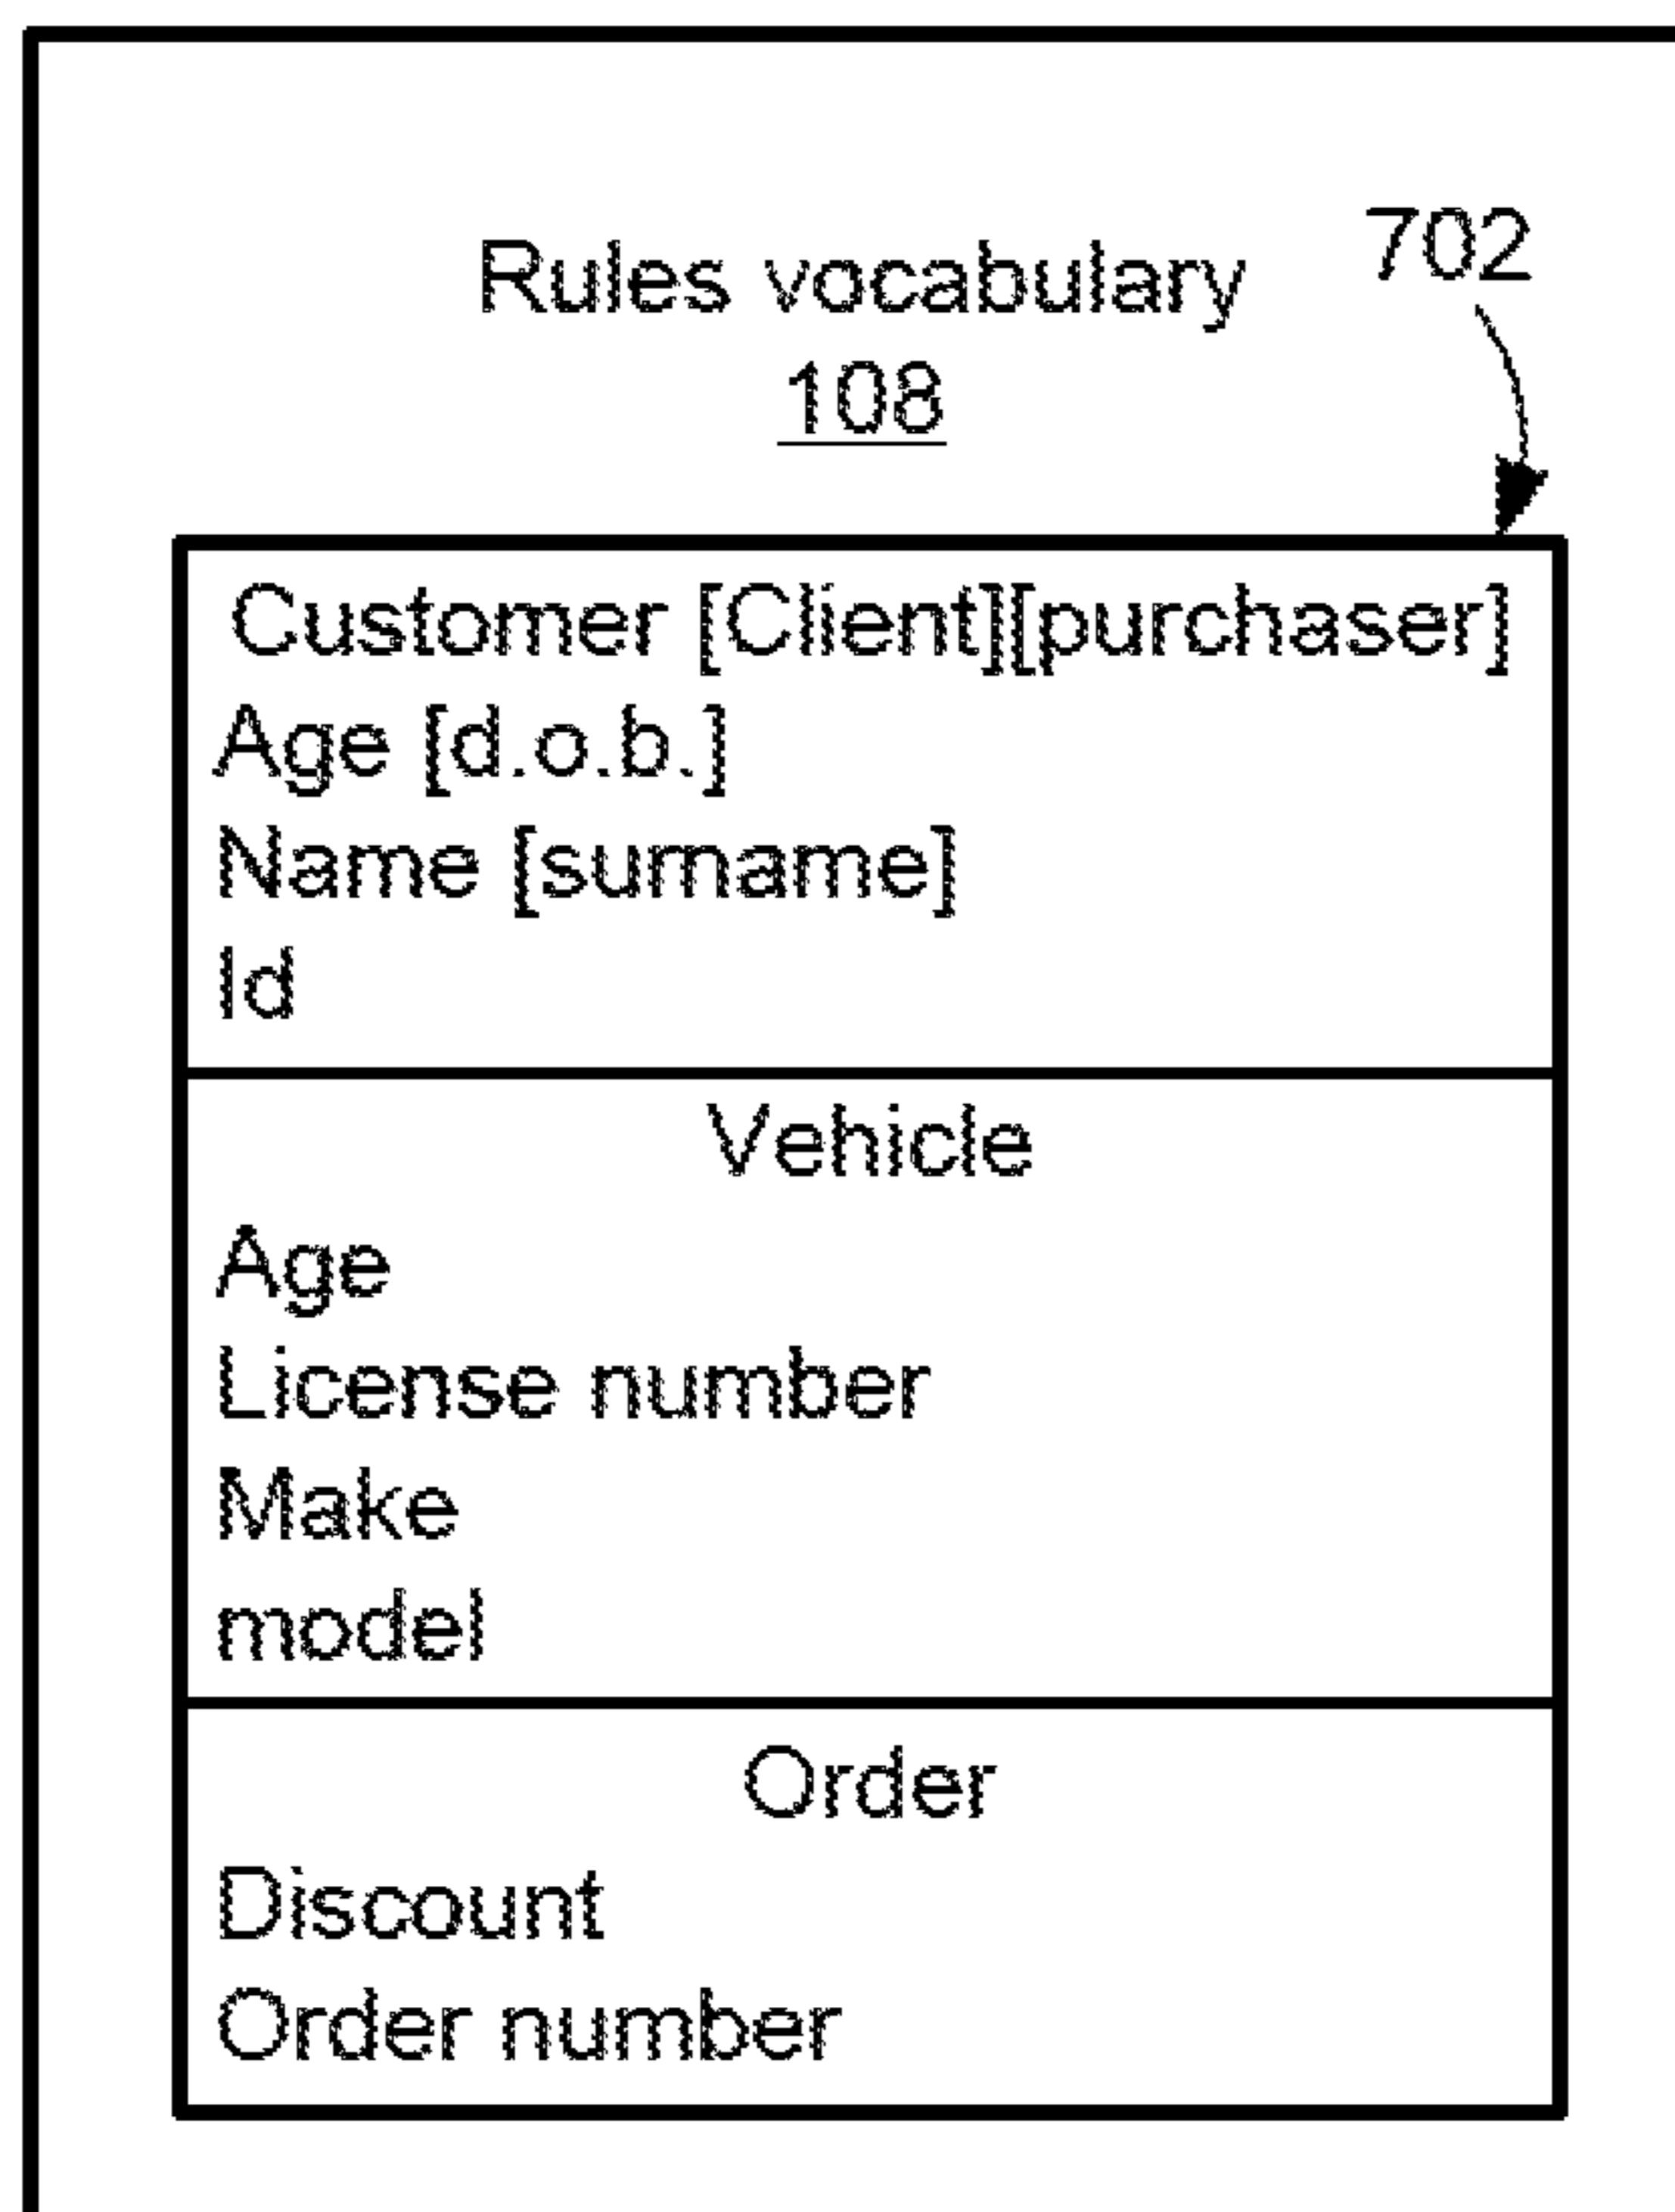 Rules vocabulary
108
702
Customer [Client][purchaser]
Age [d.o.b.]
Name [surname]
Id
Vehicle
Age
License number
Make
model
Order
Discount
Order number